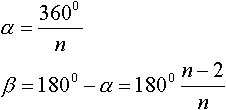 α = 360⁰/n
β = 180⁰ − α = 180⁰ (n − 2)/n